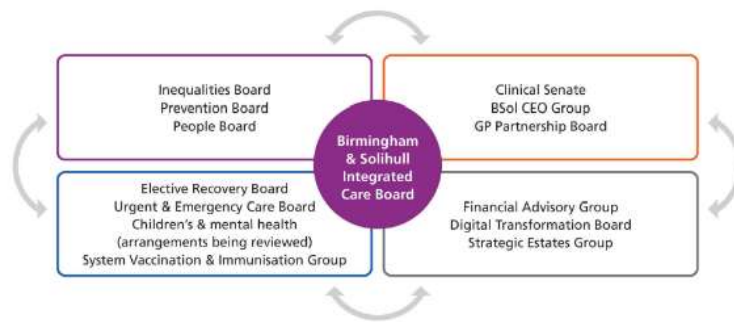 Inequalities Board
Prevention Board
People Board
Clinical Senate
BSol CEO Group
GP Partnership Board
Birmingham
& Solihull
Integrated
Care Board
Elective Recovery Board
Urgent & Emergency Care Board
Children's & mental health
(arrangements being reviewed)
System Vaccination & Immunisation Group
Financial Advisory Group
Digital Transformation Board
Strategic Estates Group